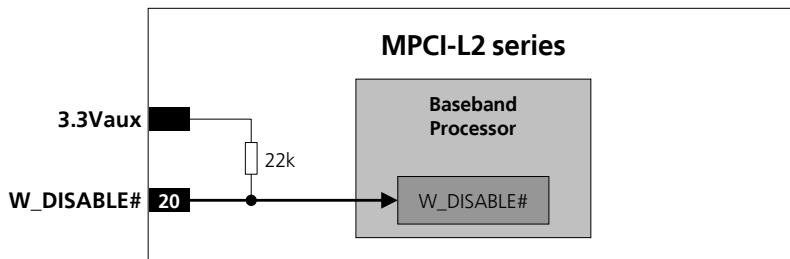 MPCI-L2 series
Baseband
Processor
3.3Vaux
22k
W_DISABLE# 20
W_DISABLE#